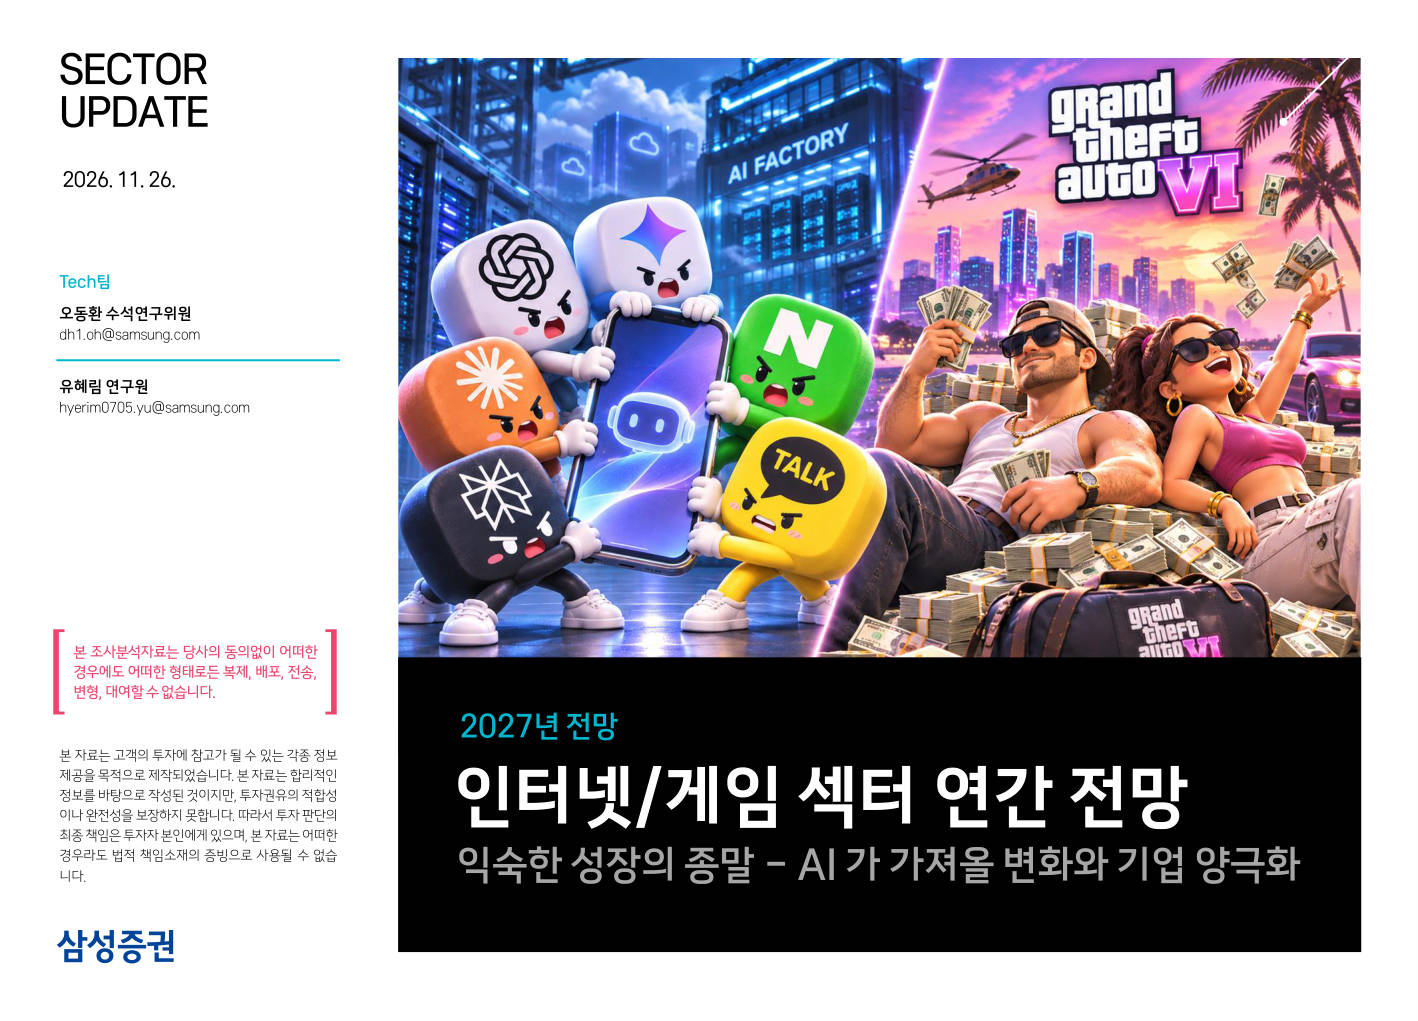 SECTOR
UPDATE
2026. 11. 26.
Tech팀
오동환 수석연구위원
dh1.oh@samsung.com
유혜림 연구원
hyerim0705.yu@samsung.com
본 조사분석자료는 당사의 동의없이 어떠한
경우에도 어떠한 형태로든 복제, 배포, 전송,
변형, 대여할 수 없습니다.
본 자료는 고객의 투자에 참고가 될 수 있는 각종 정보
제공을 목적으로 제작되었습니다. 본 자료는 합리적인
정보를 바탕으로 작성된 것이지만, 투자권유의 적합성
이나 완전성을 보장하지 못합니다. 따라서 투자 판단의
최종 책임은 투자자 본인에게 있으며, 본 자료는 어떠한
경우라도 법적 책임소재의 증빙으로 사용될 수 없습
니다.
삼성증권
AI FACTORY
grand
theft
auto VI
N
TALK
grand
theft
auto VI
2027년 전망
인터넷/게임 섹터 연간 전망
익숙한 성장의 종말 – AI 가 가져올 변화와 기업 양극화